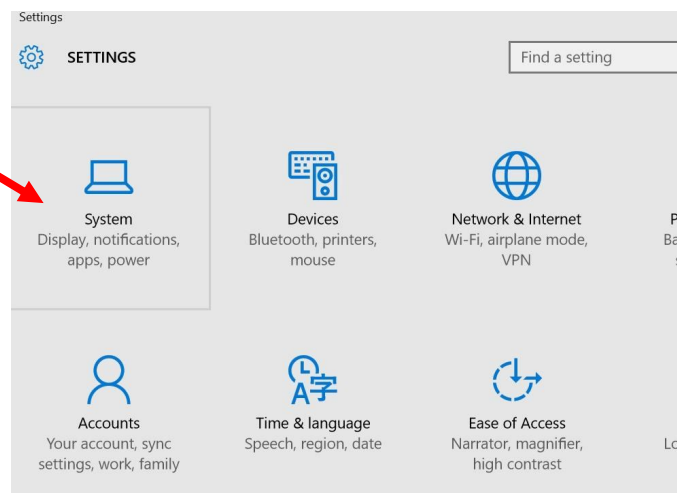 Settings
SETTINGS
Find a setting
System
Display, notifications,
apps, power
Devices
Bluetooth, printers,
mouse
Network & Internet
Wi-Fi, airplane mode,
VPN
Accounts
Your account, sync
settings, work, family
A字
Time & language
Speech, region, date
Ease of Access
Narrator, magnifier,
high contrast